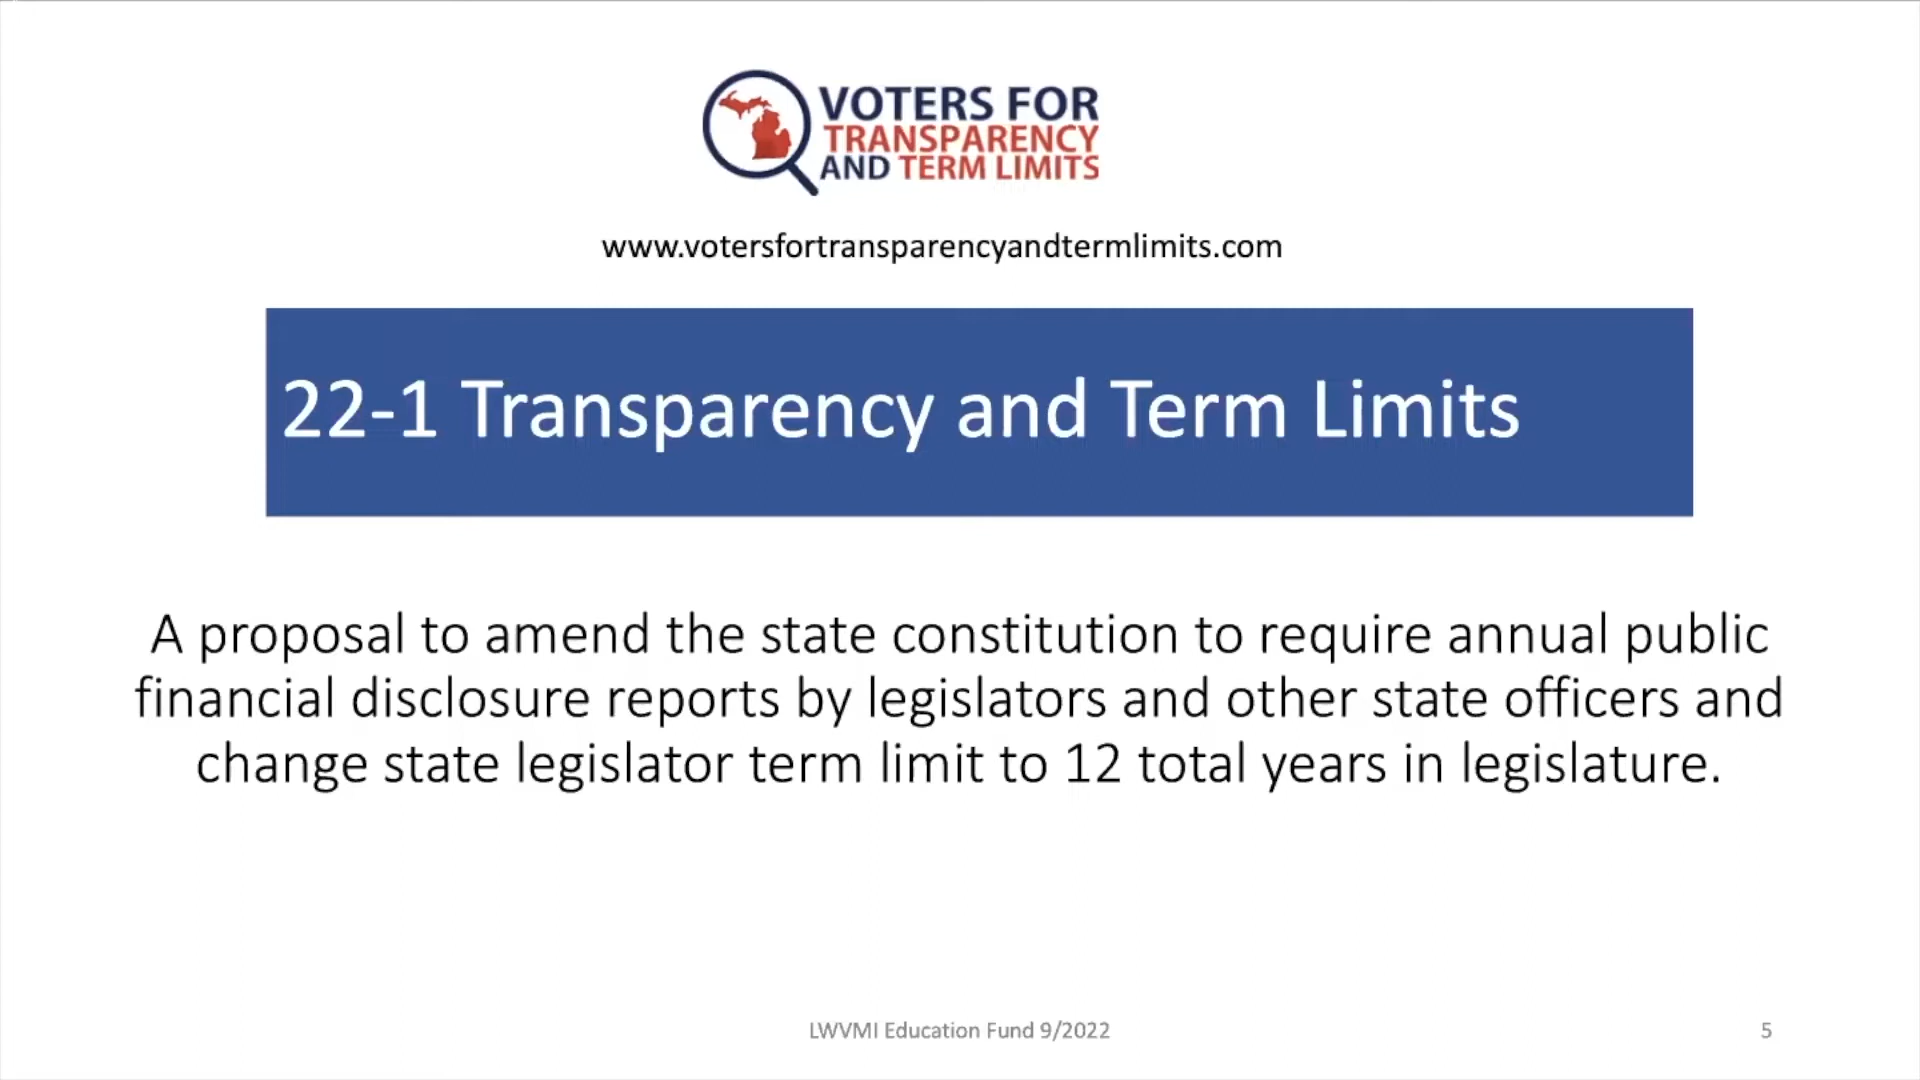 VOTERS FOR
TRANSPARENCY
AND TERM LIMITS
www.votersfortransparencyandtermlimits.com
22-1 Transparency and Term Limits
A proposal to amend the state constitution to require annual public
financial disclosure reports by legislators and other state officers and
change state legislator term limit to 12 total years in legislature.
LWVMI Education Fund 9/2022
5